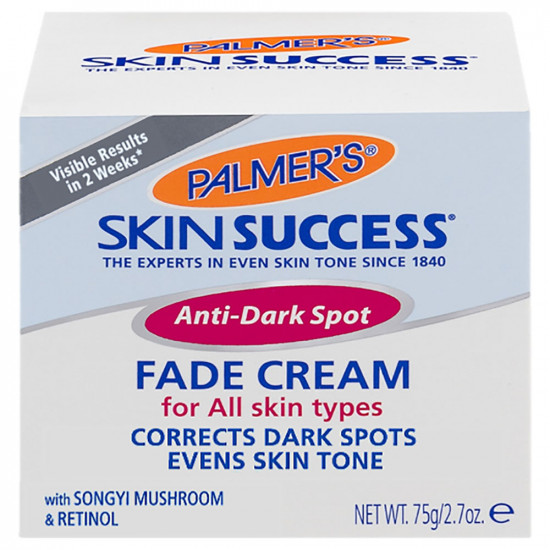 PALMER'S®
SKIN SUCCESS®
THE EXPERTS IN EVEN SKIN TONE SINCE 1840
Visible Results
in 2 Weeks*
PALMER'S®
SKIN SUCCESS®
THE EXPERTS IN EVEN SKIN TONE SINCE 1840
Anti-Dark Spot
FADE CREAM
for All skin types
CORRECTS DARK SPOTS
EVENS SKIN TONE
with SONGYI MUSHROOM
& RETINOL
NET WT. 75g/2.7oz. ℮